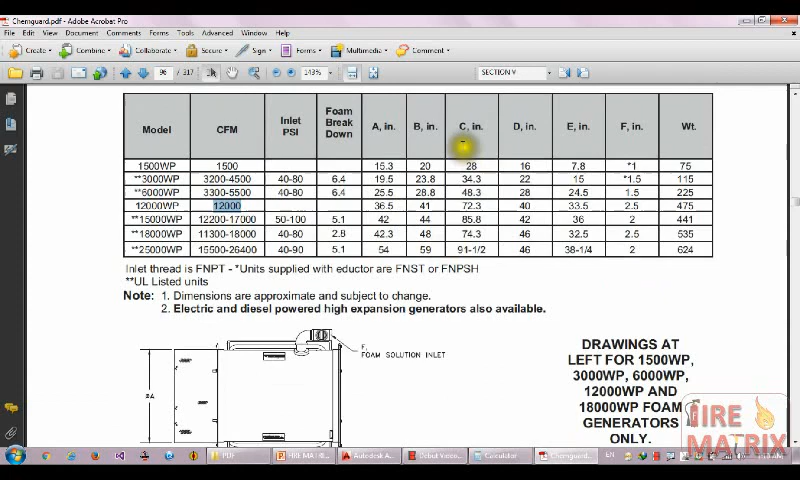 Chemguard.pdf - Adobe Acrobat Pro
File Edit View Document Comments Forms Tools Advanced Window Help
Create Combine Collaborate Secure Sign Forms Multimedia Comment
96 / 317 143% SECTION V
Model CFM Inlet PSI Foam Break Down A, in. B, in. C, in. D, in. E, in. F, in. Wt.
1500WP 1500 15.3 20 28 16 7.8 *1 75
**3000WP 3200-4500 40-80 6.4 19.5 23.8 34.3 22 15 *1.5 115
**6000WP 3300-5500 40-80 6.4 25.5 28.8 48.3 28 24.5 1.5 225
12000WP 12000 36.5 41 72.3 40 33.5 2.5 475
**15000WP 12200-17000 50-100 5.1 42 44 85.8 42 36 2 441
**18000WP 11300-18000 40-80 2.8 42.3 48 74.3 46 32.5 2.5 535
**25000WP 15500-26400 40-90 5.1 54 59 91-1/2 46 38-1/4 2 624
Inlet thread is FNPT - *Units supplied with eductor are FNST or FNPSH
**UL Listed units
Note: 1. Dimensions are approximate and subject to change.
2. Electric and diesel powered high expansion generators also available.
F,
FOAM SOLUTION INLET
DRAWINGS AT
LEFT FOR 1500WP,
3000WP, 6000WP,
12000WP AND
18000WP FOAM
GENERATORS
ONLY.
FIRE
MATRIX
PDF FIRE MATRI... Autodesk A... Debut Video... Calculator Chemguard.p... EN